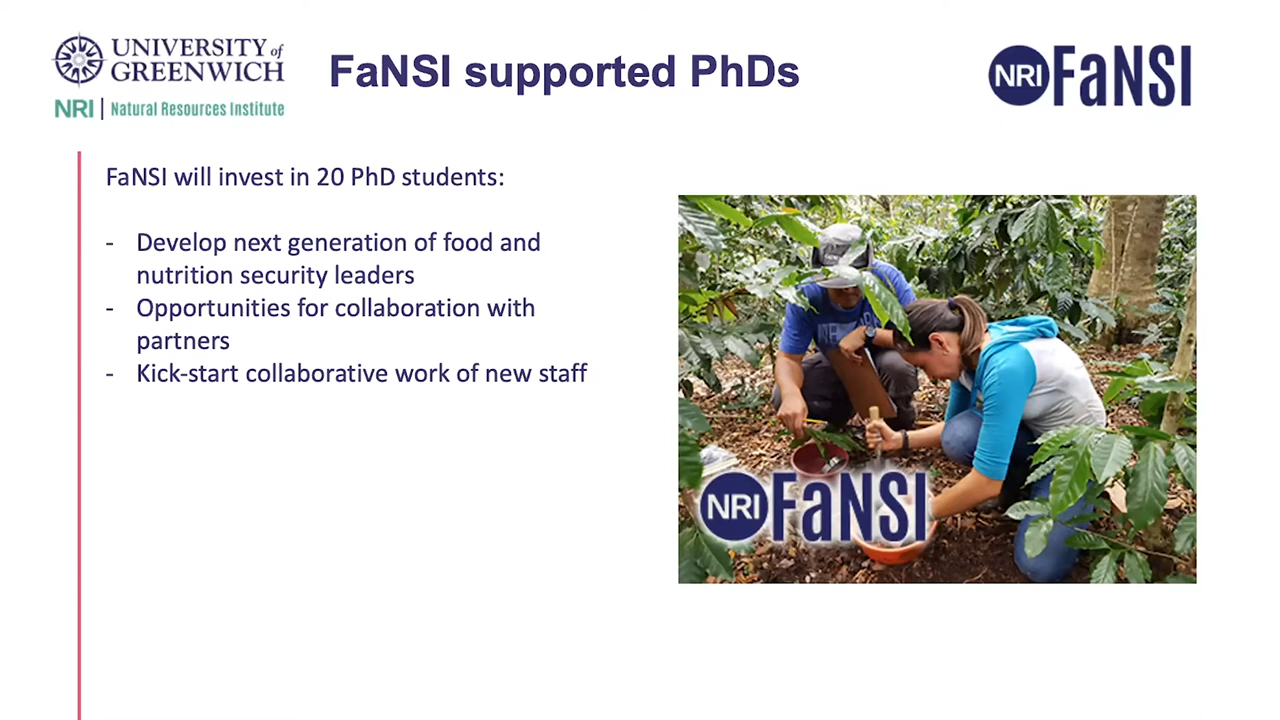 UNIVERSITY of
GREENWICH
NRI | Natural Resources Institute
FaNSI supported PhDs
NRI FaNSI
FaNSI will invest in 20 PhD students:
- Develop next generation of food and
nutrition security leaders
- Opportunities for collaboration with
partners
- Kick-start collaborative work of new staff
NRI FaNSI